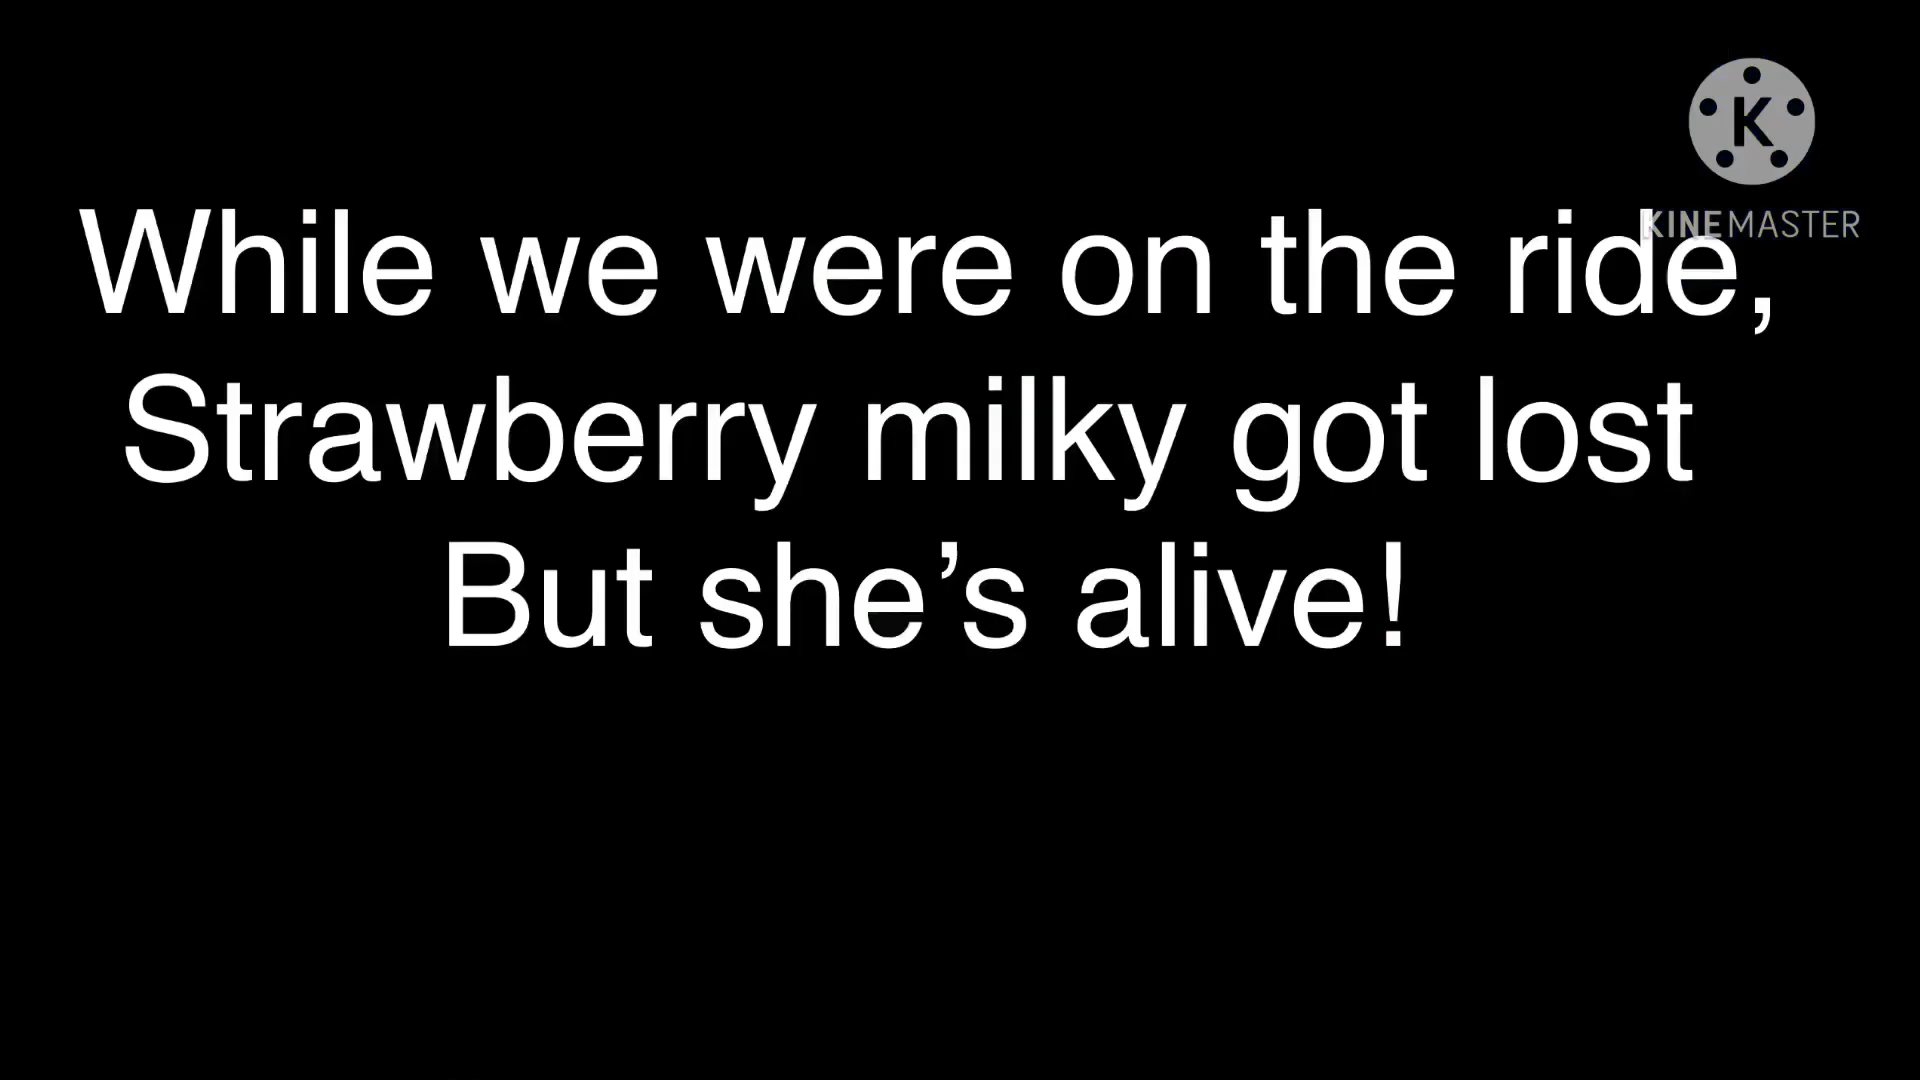 K
KINEMASTER
While we were on the ride,
Strawberry milky got lost
But she’s alive!